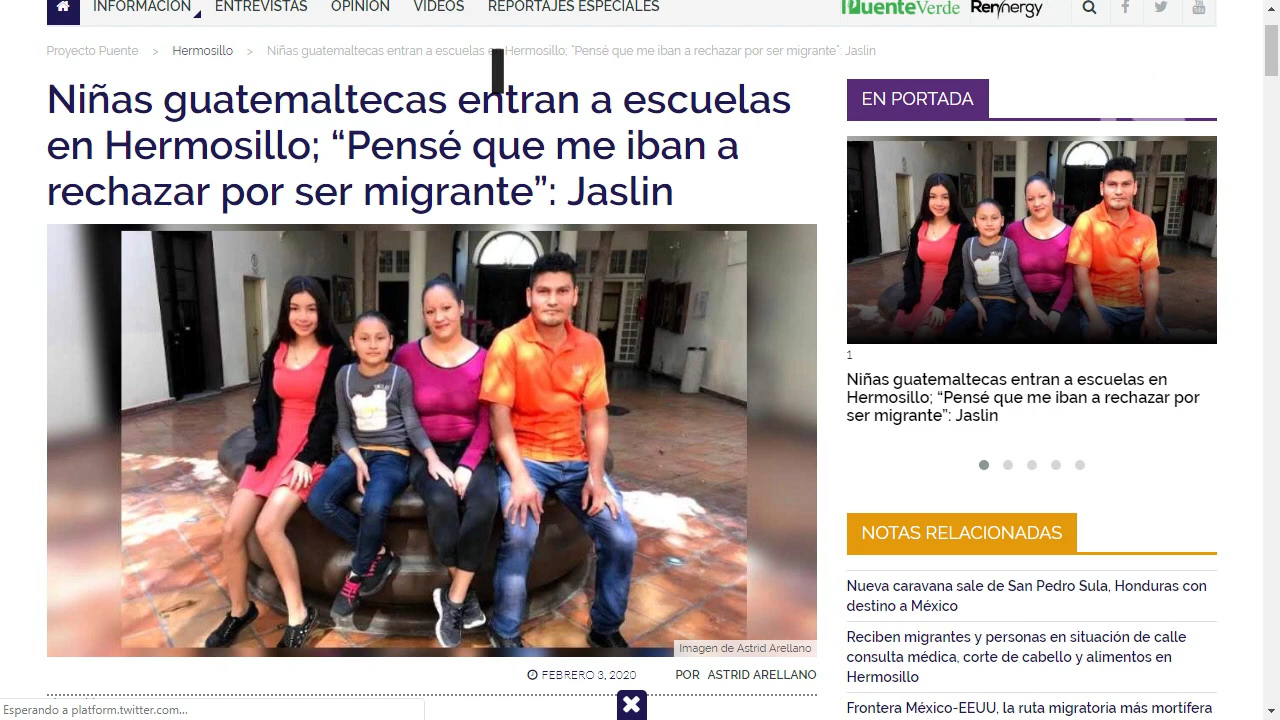 INFORMACIÓN ENTREVISTAS OPINIÓN VIDEOS REPORTAJES ESPECIALES
PuenteVerde Rennergy
Proyecto Puente > Hermosillo > Niñas guatemaltecas entran a escuelas en Hermosillo; “Pensé que me iban a rechazar por ser migrante”: Jaslin
Niñas guatemaltecas entran a escuelas
en Hermosillo; “Pensé que me iban a
rechazar por ser migrante”: Jaslin
Imagen de Astrid Arellano
FEBRERO 3, 2020 POR ASTRID ARELLANO
EN PORTADA
1
Niñas guatemaltecas entran a escuelas en
Hermosillo; “Pensé que me iban a rechazar por
ser migrante”: Jaslin
NOTAS RELACIONADAS
Nueva caravana sale de San Pedro Sula, Honduras con
destino a México
Reciben migrantes y personas en situación de calle
consulta médica, corte de cabello y alimentos en
Hermosillo
Frontera México-EEUU, la ruta migratoria más mortífera
Esperando a platform.twitter.com...